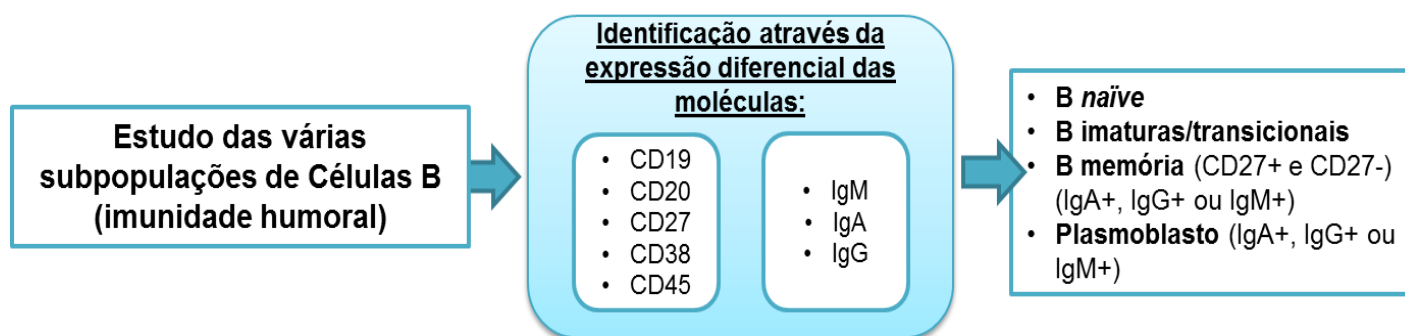 Estudo das várias
subpopulações de Células B
(imunidade humoral)
Identificação através da
expressão diferencial das
moléculas:
• CD19
• CD20
• CD27
• CD38
• CD45
• IgM
• IgA
• IgG
• B naïve
• B imaturas/transicionais
• B memória (CD27+ e CD27-)
(IgA+, IgG+ ou IgM+)
• Plasmoblasto (IgA+, IgG+ ou
IgM+)